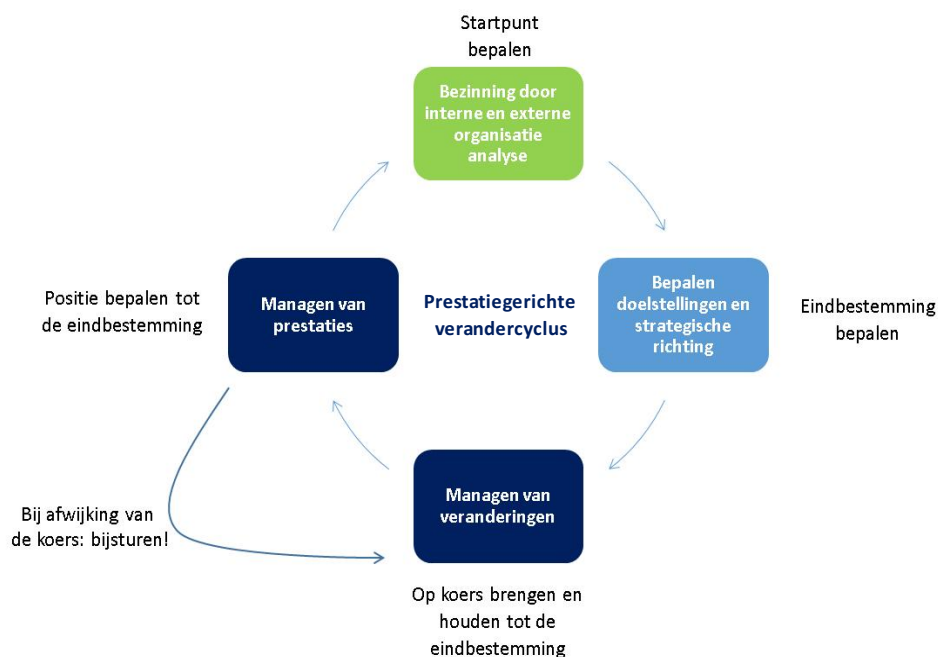 Startpunt
bepalen
Bezinning door
interne en externe
organisatie
analyse
Positie bepalen tot
de eindbestemming
Managen van
prestaties
Prestatiegerichte
verandercyclus
Bepalen
doelstellingen en
strategische
richting
Eindbestemming
bepalen
Bij afwijking van
de koers: bijsturen!
Managen van
veranderingen
Op koers brengen en
houden tot de
eindbestemming